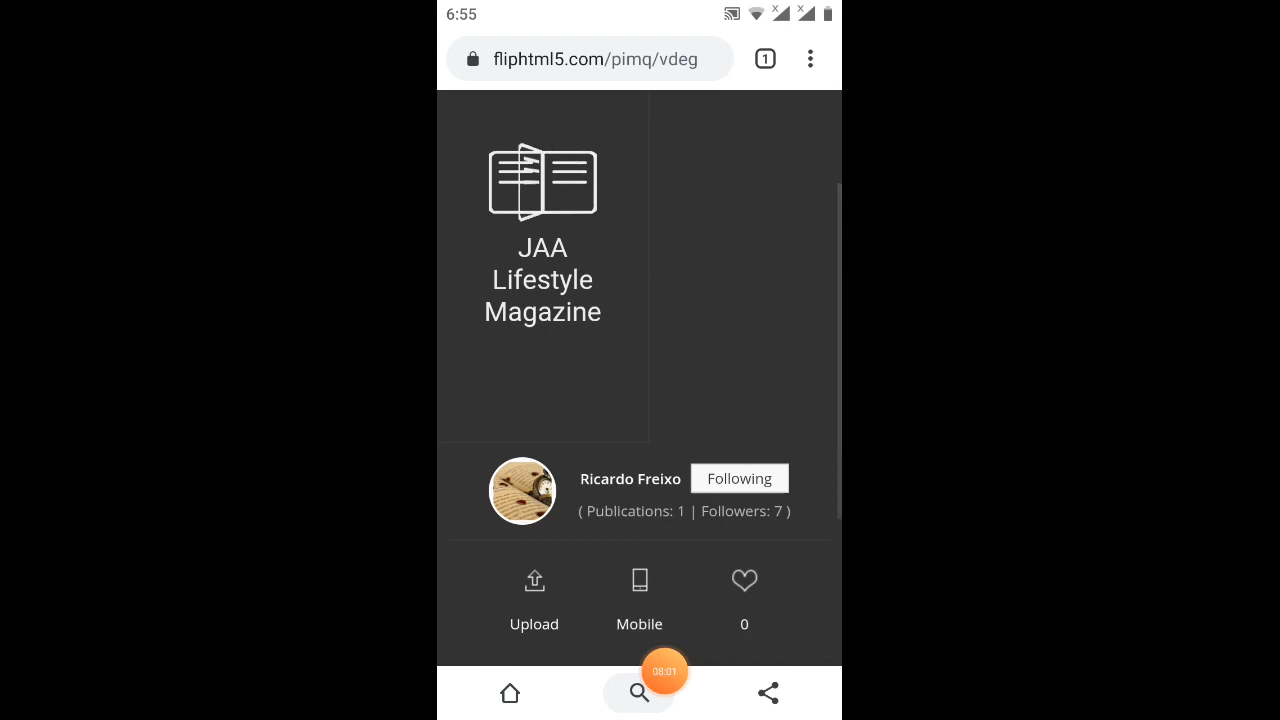 6:55
fliphtml5.com/pimq/vdeg
1
JAA
Lifestyle
Magazine
Ricardo Freixo
Following
( Publications: 1 | Followers: 7 )
Upload
Mobile
0
08:01